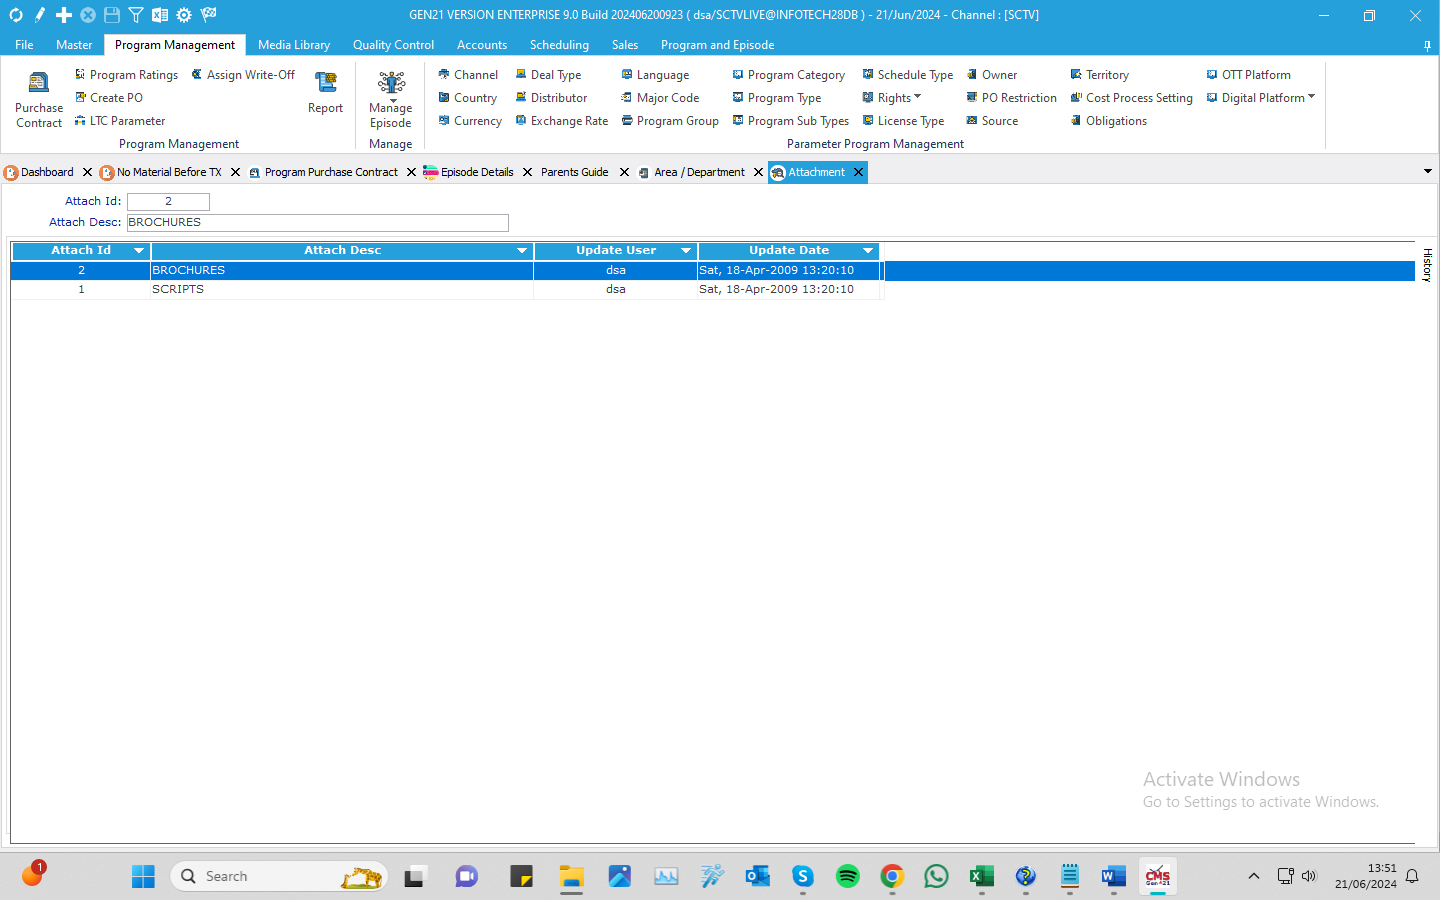 GEN21 VERSION ENTERPRISE 9.0 Build 202406200923 ( dsa/SCTVLIVE@INFOTECH28DB ) - 21/Jun/2024 - Channel : [SCTV]
File Master Program Management Media Library Quality Control Accounts Scheduling Sales Program and Episode
Program Ratings Assign Write-Off Channel Deal Type Language Program Category Schedule Type Owner Territory OTT Platform
Purchase Contract Create PO Report Manage Episode Country Distributor Major Code Program Type Rights PO Restriction Cost Process Setting Digital Platform
LTC Parameter Currency Exchange Rate Program Group Program Sub Types License Type Source Obligations
Program Management Manage Parameter Program Management
Dashboard No Material Before TX Program Purchase Contract Episode Details Parents Guide Area / Department Attachment
Attach Id: 2
Attach Desc: BROCHURES
Attach Id Attach Desc Update User Update Date
2 BROCHURES dsa Sat, 18-Apr-2009 13:20:10
1 SCRIPTS dsa Sat, 18-Apr-2009 13:20:10
History
Activate Windows
Go to Settings to activate Windows.
1
Search
CMS
Gen 21
13:51
21/06/2024